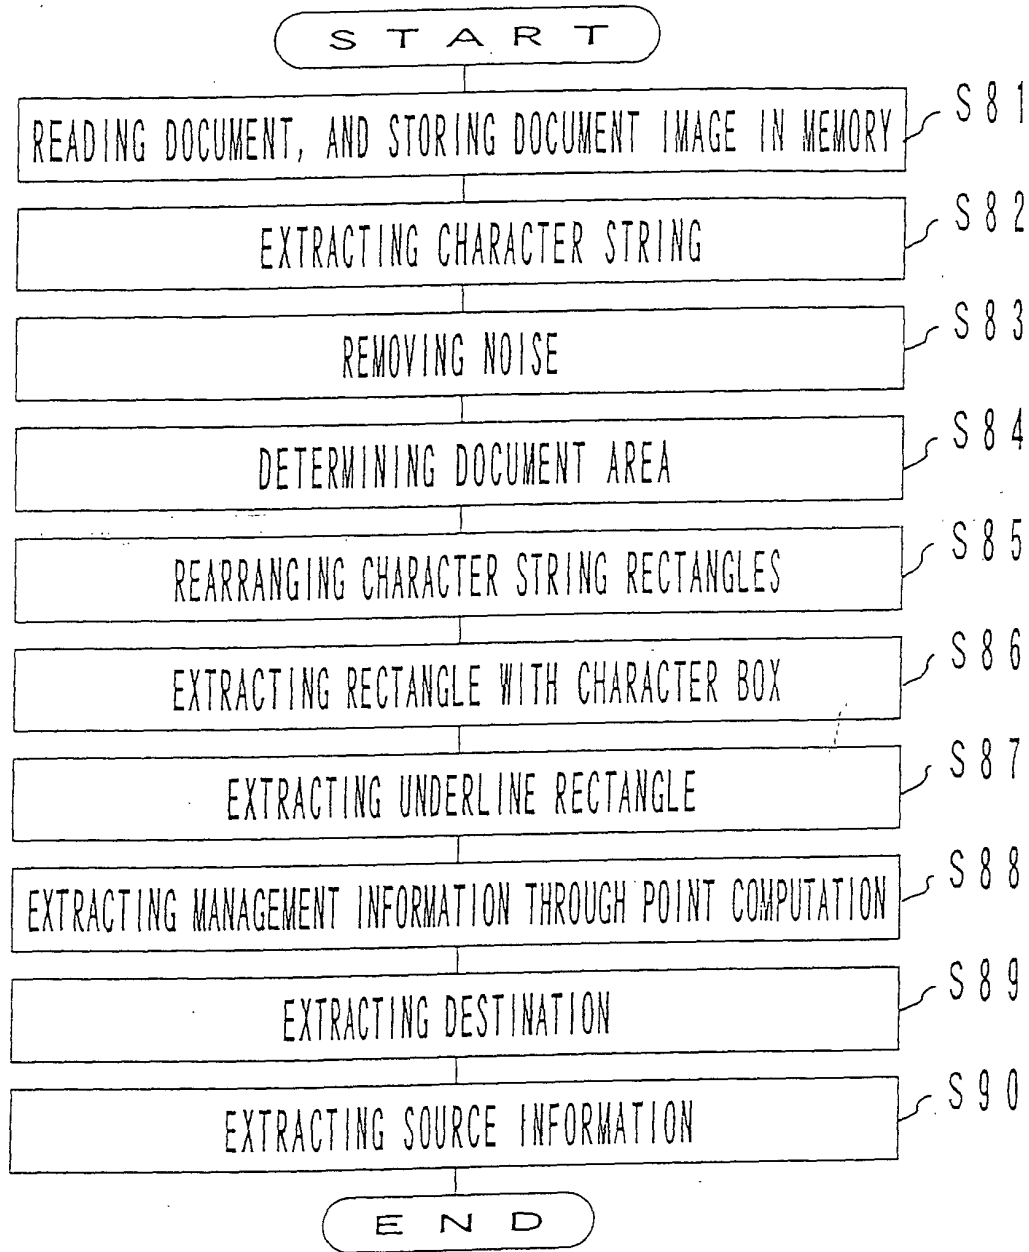 START
READING DOCUMENT, AND STORING DOCUMENT IMAGE IN MEMORY
S81
EXTRACTING CHARACTER STRING
S82
REMOVING NOISE
S83
DETERMINING DOCUMENT AREA
S84
REARRANGING CHARACTER STRING RECTANGLES
S85
EXTRACTING RECTANGLE WITH CHARACTER BOX
S86
EXTRACTING UNDERLINE RECTANGLE
S87
EXTRACTING MANAGEMENT INFORMATION THROUGH POINT COMPUTATION
S88
EXTRACTING DESTINATION
S89
EXTRACTING SOURCE INFORMATION
S90
END